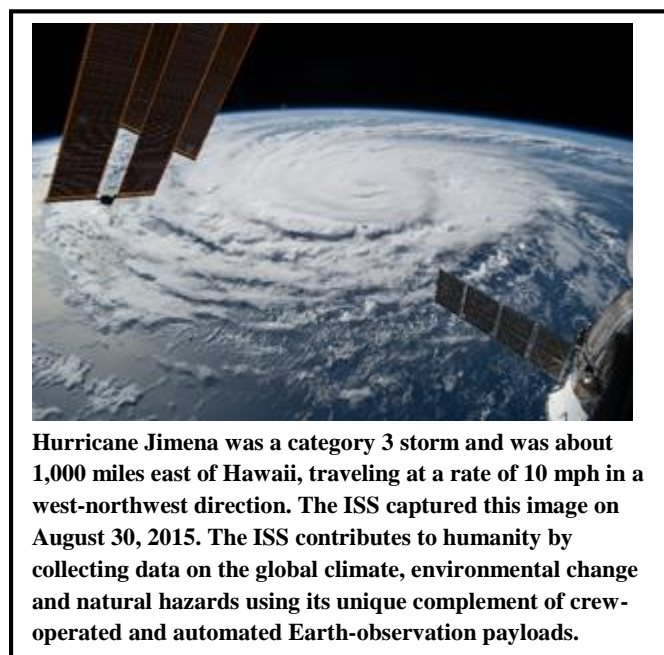 Hurricane Jimena was a category 3 storm and was about
1,000 miles east of Hawaii, traveling at a rate of 10 mph in a
west-northwest direction. The ISS captured this image on
August 30, 2015. The ISS contributes to humanity by
collecting data on the global climate, environmental change
and natural hazards using its unique complement of crew-
operated and automated Earth-observation payloads.